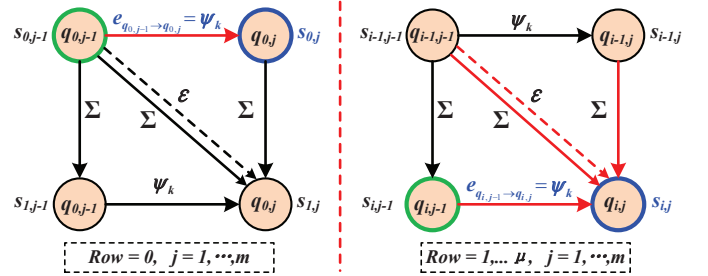 s0,j-1 q0,j-1 eq0,j-1→q0,j = ψk q0,j s0,j
Σ Σ ε Σ
s1,j-1 q0,j-1 ψk q0,j s1,j
Row = 0, j = 1, ⋯,m
si-1,j-1 qi-1,j-1 ψk qi-1,j si-1,j
Σ Σ ε Σ
si,j-1 qi,j-1 eqi,j-1→qi,j = ψk qi,j si,j
Row = 1,... μ, j = 1, ⋯,m